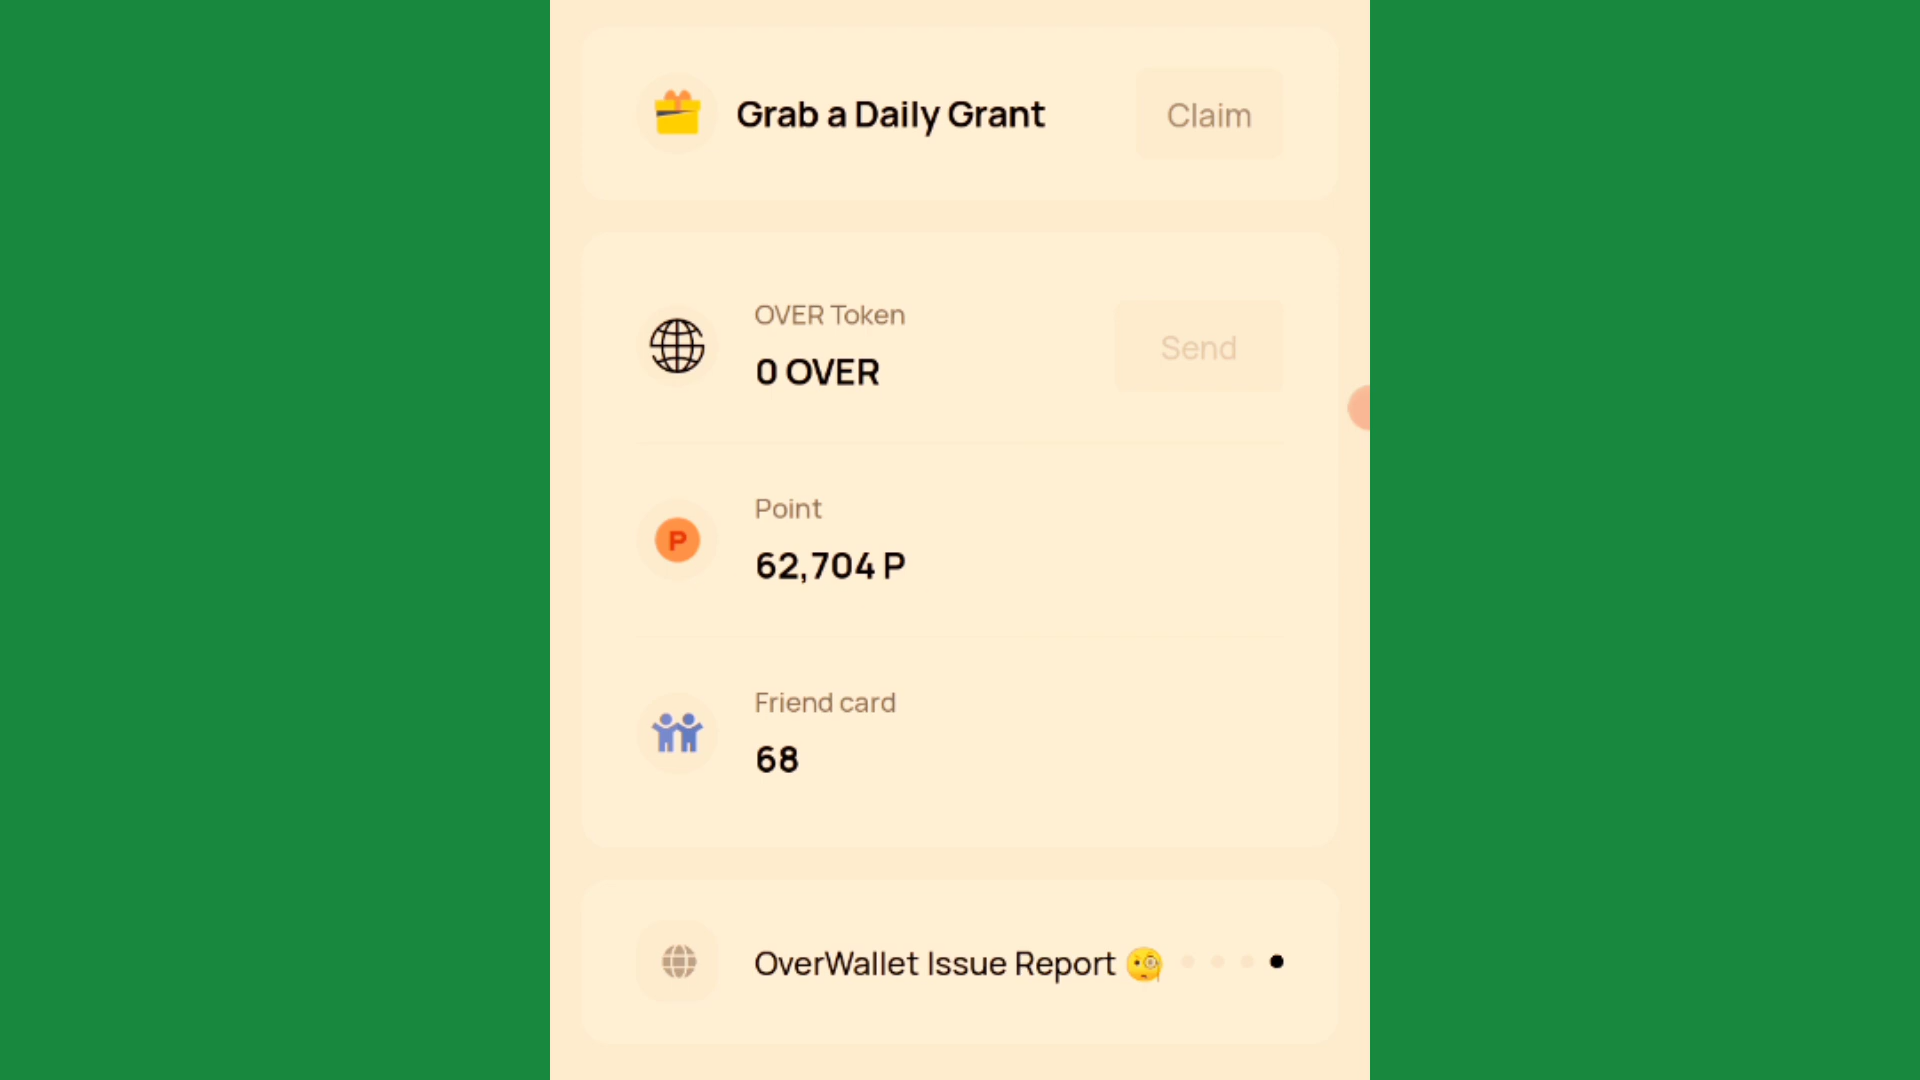 Grab a Daily Grant
Claim
OVER Token
0 OVER
Send
Point
P
62,704 P
Friend card
68
OverWallet Issue Report 🧐